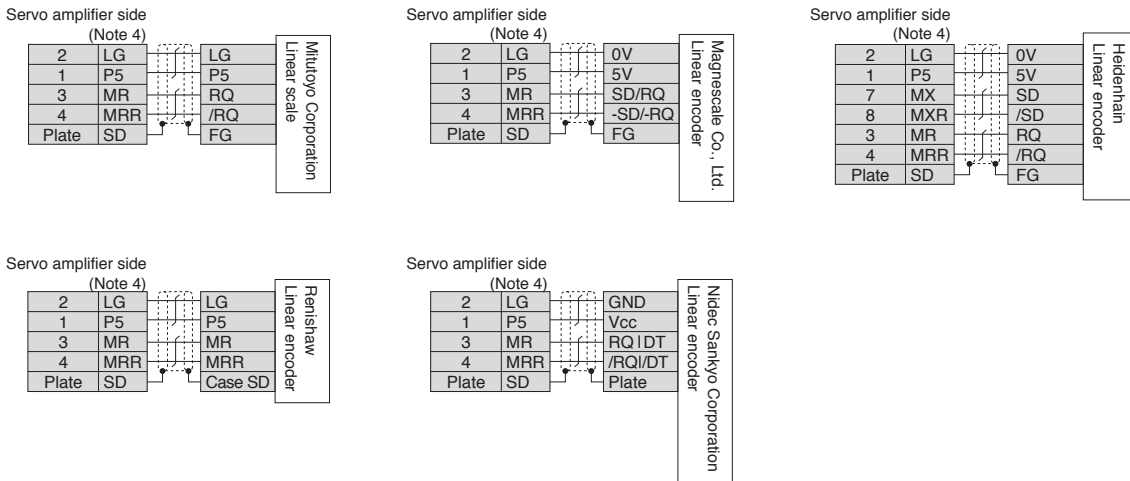 Servo amplifier side
(Note 4)
2 LG LG
1 P5 P5
3 MR RQ
4 MRR /RQ
Plate SD FG
Mitutoyo Corporation
Linear scale
Servo amplifier side
(Note 4)
2 LG 0V
1 P5 5V
3 MR SD/RQ
4 MRR -SD/-RQ
Plate SD FG
Magnescale Co., Ltd.
Linear encoder
Servo amplifier side
(Note 4)
2 LG 0V
1 P5 5V
7 MX SD
8 MXR /SD
3 MR RQ
4 MRR /RQ
Plate SD FG
Heidenhain
Linear encoder
Servo amplifier side
(Note 4)
2 LG LG
1 P5 P5
3 MR MR
4 MRR MRR
Plate SD Case SD
Renishaw
Linear encoder
Servo amplifier side
(Note 4)
2 LG GND
1 P5 Vcc
3 MR RQ|DT
4 MRR /RQ|/DT
Plate SD Plate
Nidec Sankyo Corporation
Linear encoder